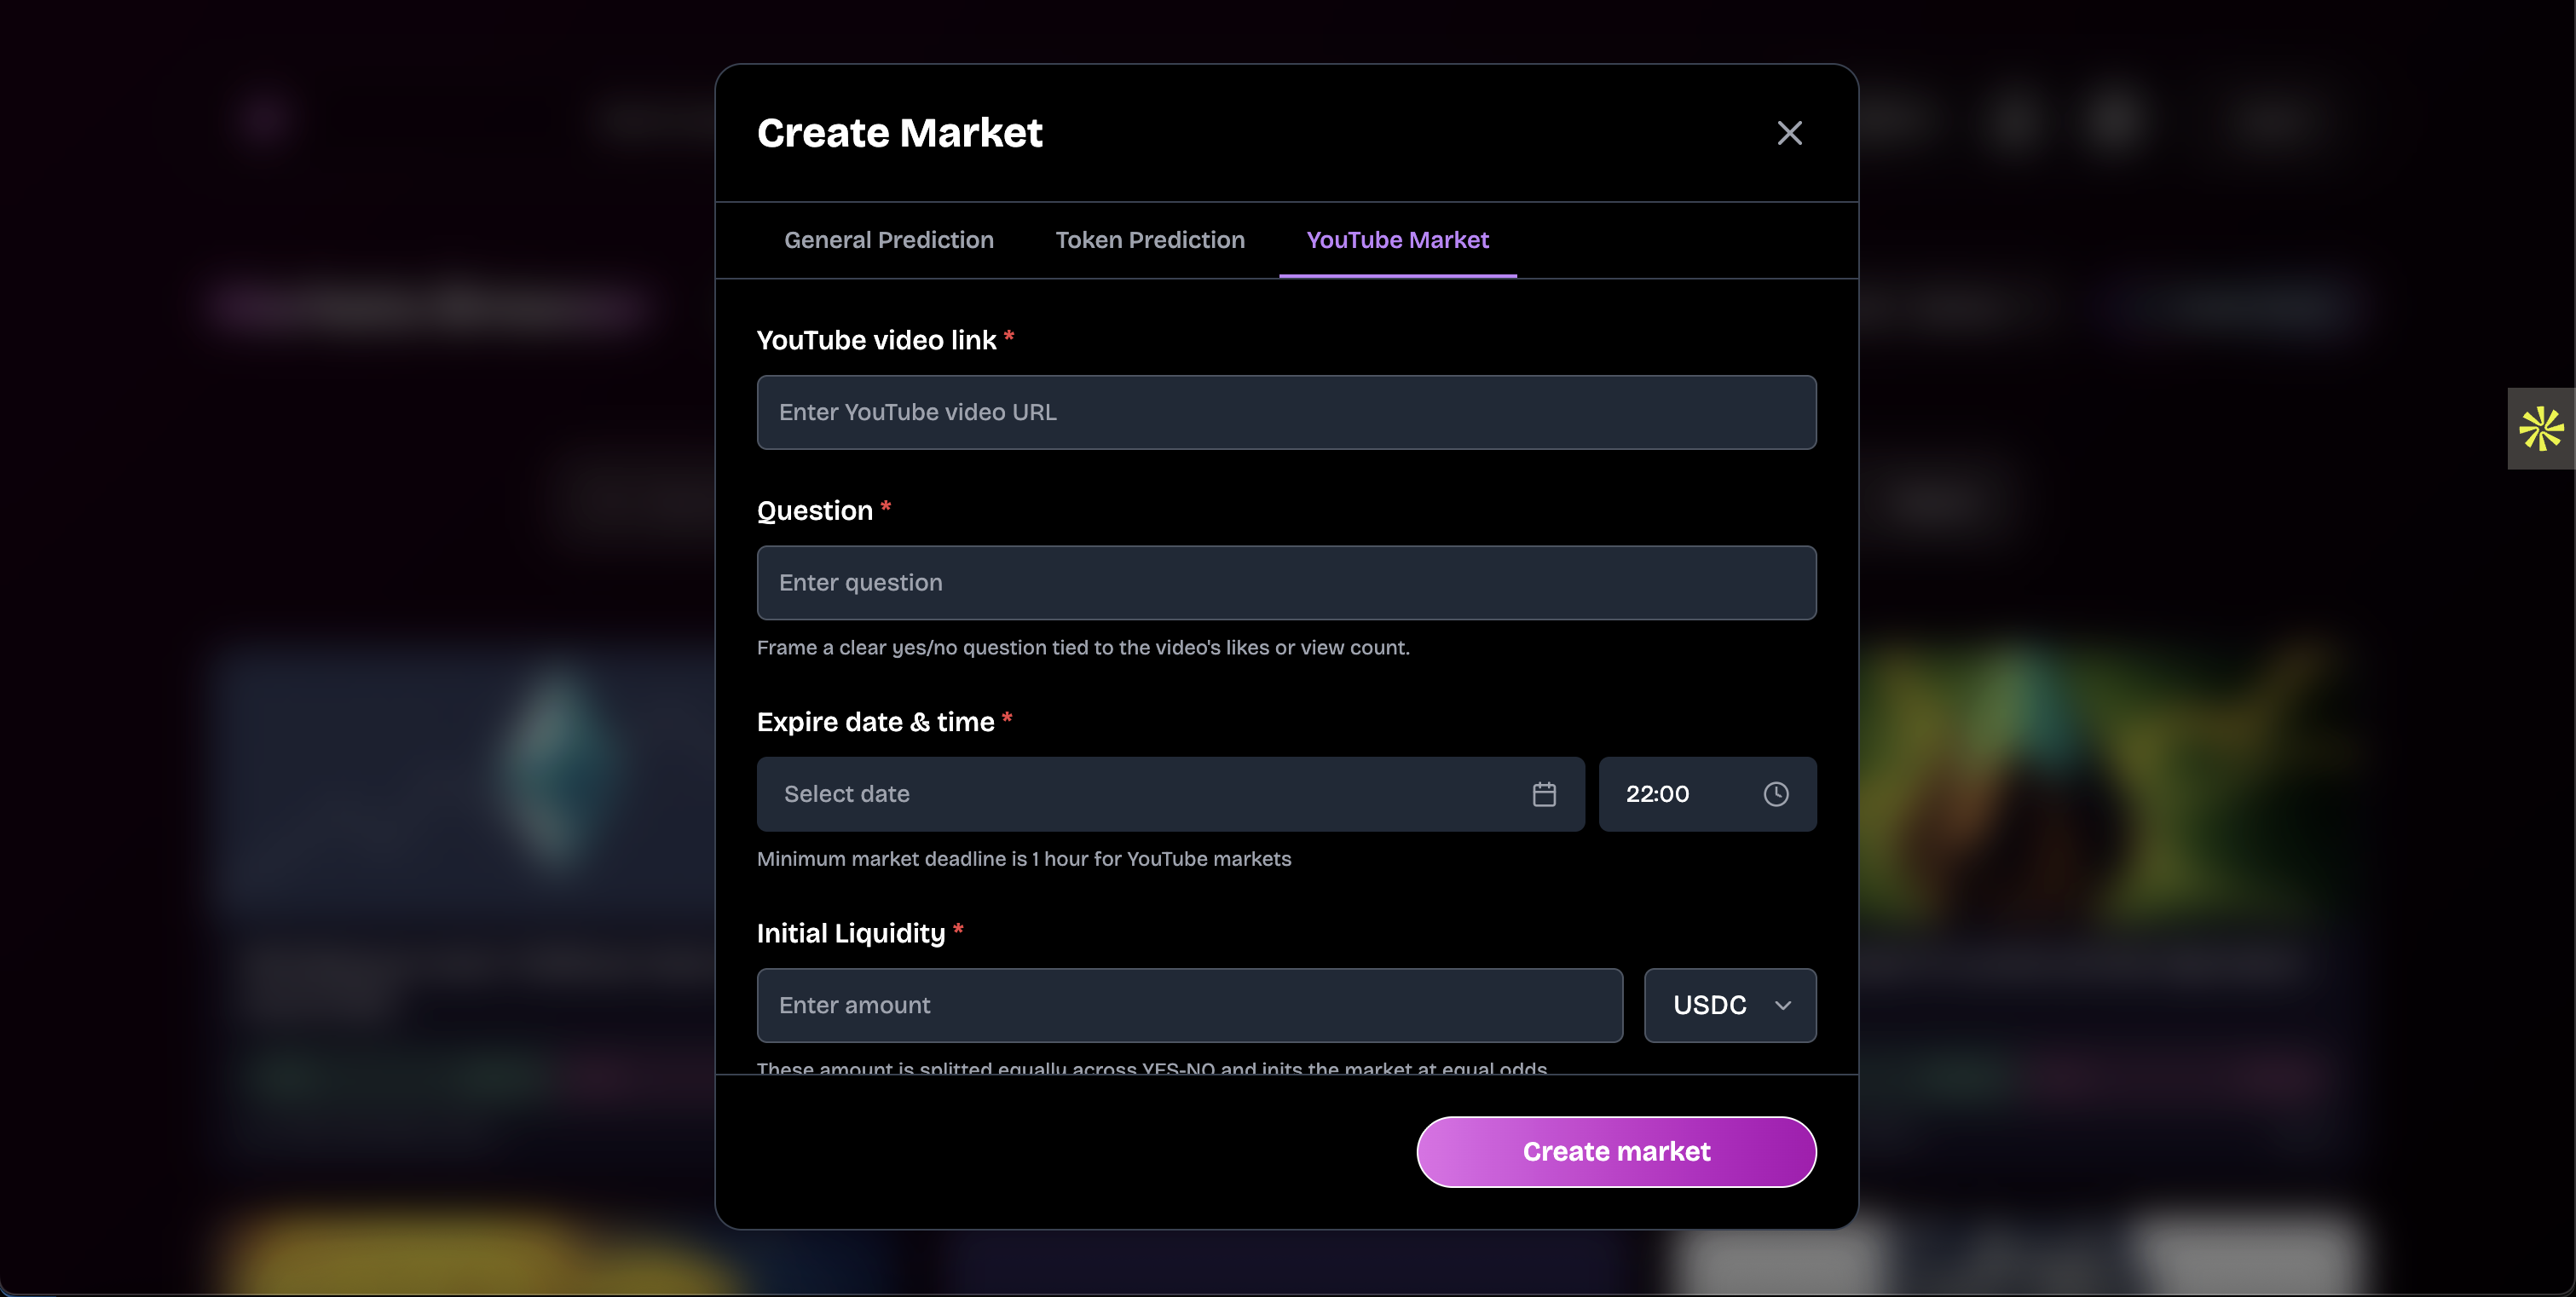 Create Market
General Prediction
Token Prediction
YouTube Market
YouTube video link *
Enter YouTube video URL
Question *
Enter question
Frame a clear yes/no question tied to the video's likes or view count.
Expire date & time *
Select date
22:00
Minimum market deadline is 1 hour for YouTube markets
Initial Liquidity *
Enter amount
USDC
These amount is splitted equally across YES-NO and inits the market at equal odds
Create market